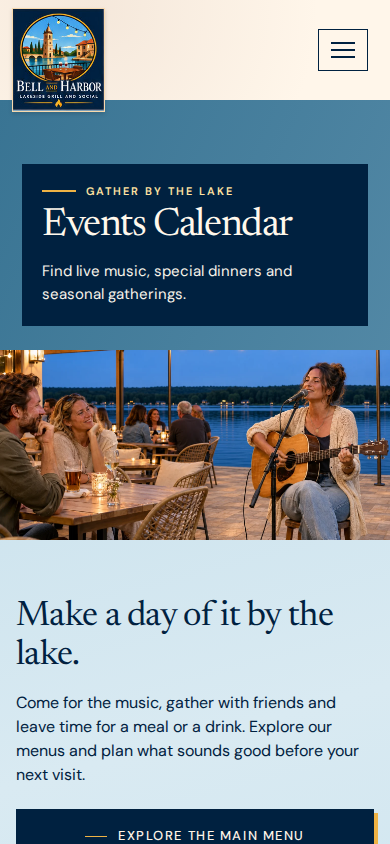 BELL AND HARBOR
LAKESIDE GRILL AND SOCIAL
GATHER BY THE LAKE
Events Calendar
Find live music, special dinners and
seasonal gatherings.
Make a day of it by the
lake.
Come for the music, gather with friends and
leave time for a meal or a drink. Explore our
menus and plan what sounds good before your
next visit.
EXPLORE THE MAIN MENU